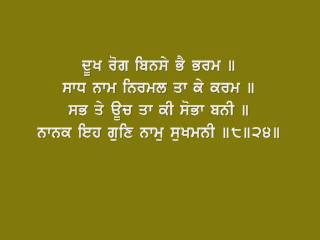 ਦੂਖ ਰੋਗ ਬਿਨਸੇ ਭੈ ਭਰਮ ॥
ਸਾਧ ਨਾਮ ਨਿਰਮਲ ਤਾ ਕੇ ਕਰਮ ॥
ਸਭ ਤੇ ਊਚ ਤਾ ਕੀ ਸੋਭਾ ਬਨੀ ॥
ਨਾਨਕ ਇਹ ਗੁਣਿ ਨਾਮੁ ਸੁਖਮਨੀ ॥੮॥੨੪॥